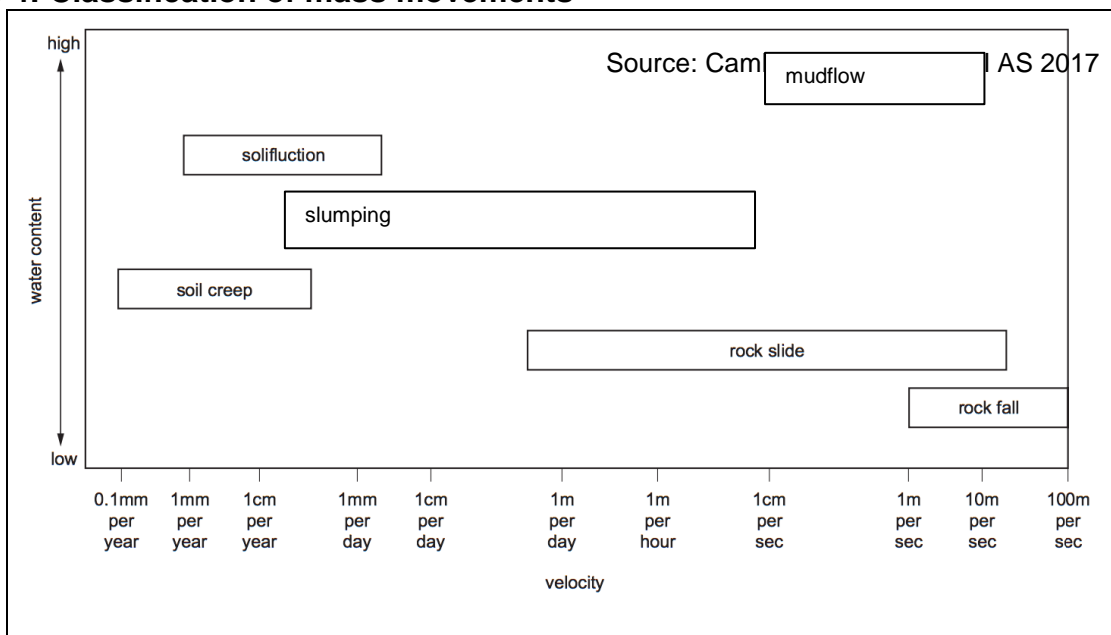 high
Source: Cam
mudflow
AS 2017
solifluction
slumping
water content
soil creep
rock slide
rock fall
low
0.1mm per year
1mm per year
1cm per year
1mm per day
1cm per day
1m per day
1m per hour
1cm per sec
1m per sec
10m per sec
100m per sec
velocity